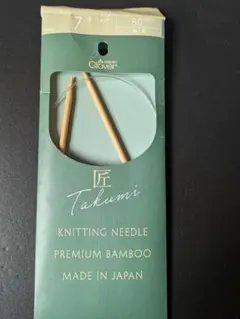 7
Clover
匠
Takumi
KNITTING NEEDLE
PREMIUM BAMBOO
MADE IN JAPAN